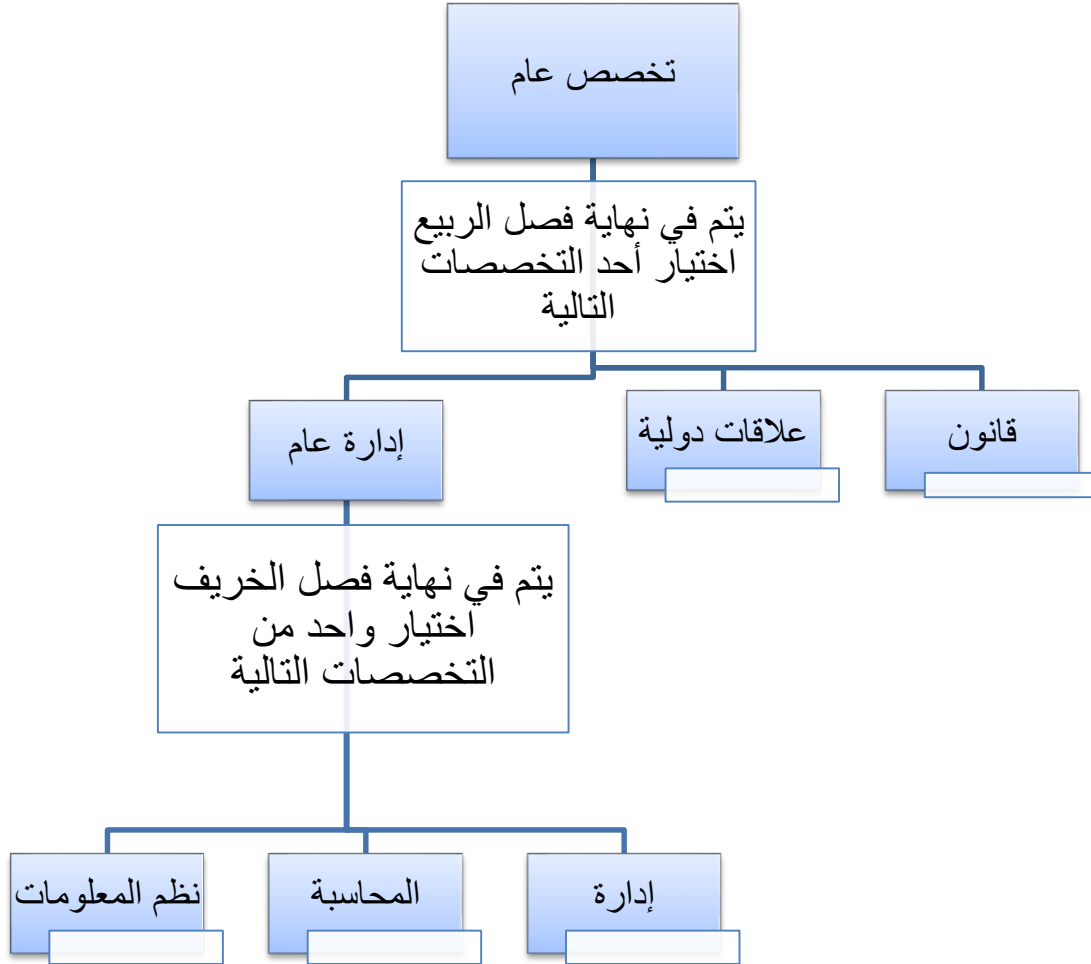 تخصص عام
يتم في نهاية فصل الربيع
اختيار أحد التخصصات
التالية
قانون
علاقات دولية
إدارة عام
يتم في نهاية فصل الخريف
اختيار واحد من
التخصصات التالية
إدارة
المحاسبة
نظم المعلومات